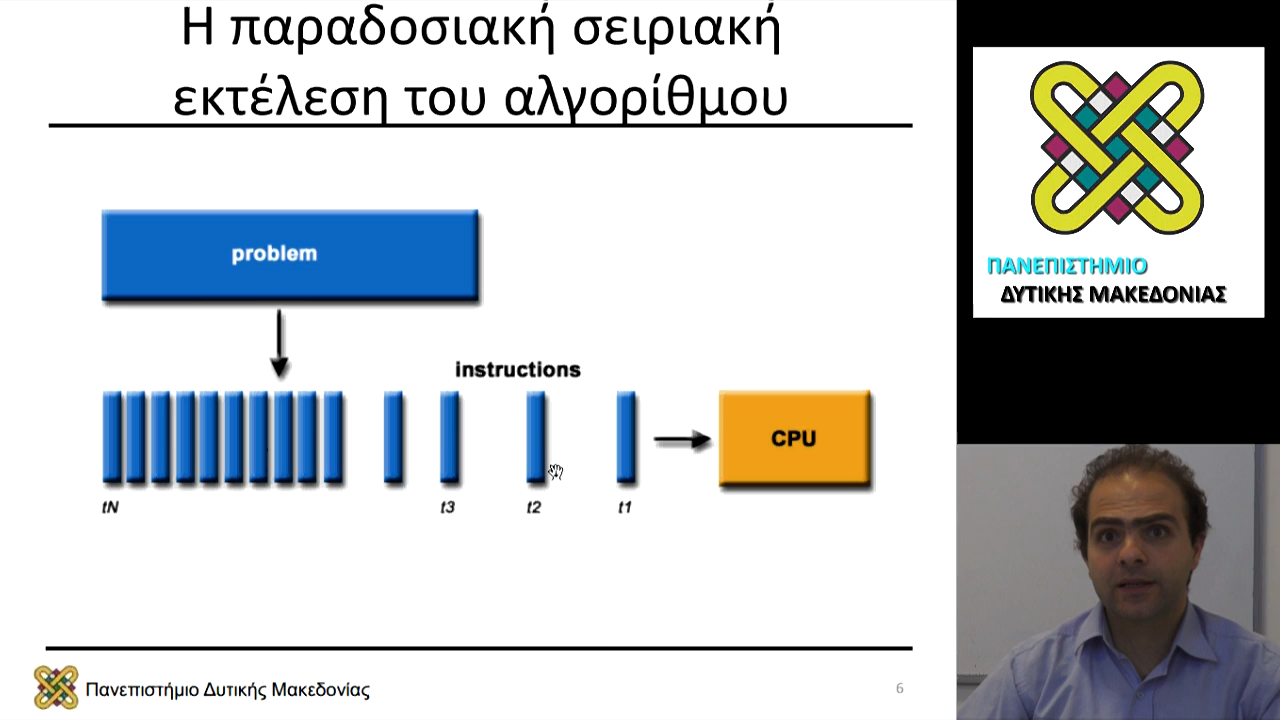 Η παραδοσιακή σειριακή
εκτέλεση του αλγορίθμου
problem
instructions
CPU
tN
t3
t2
t1
Πανεπιστήμιο Δυτικής Μακεδονίας
6
ΠΑΝΕΠΙΣΤΗΜΙΟ
ΔΥΤΙΚΗΣ ΜΑΚΕΔΟΝΙΑΣ